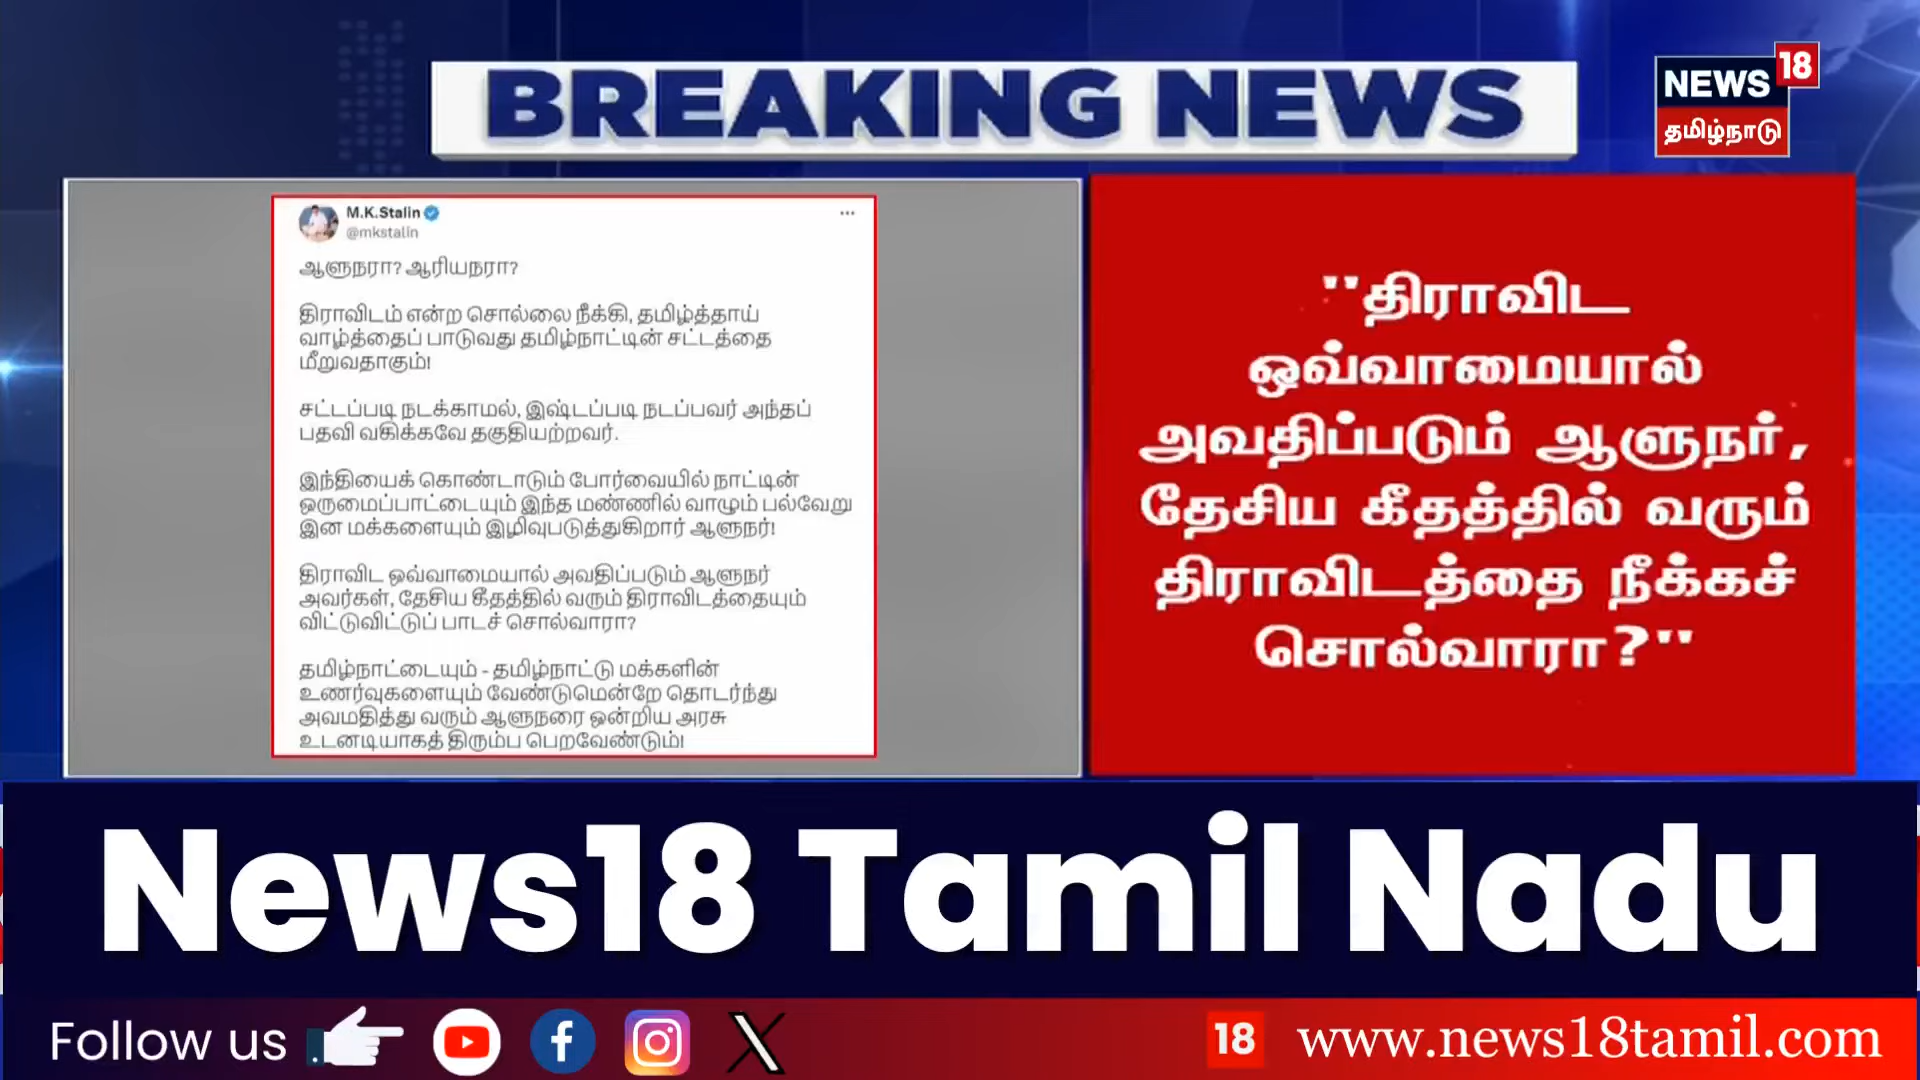 BREAKING NEWS
NEWS 18
தமிழ்நாடு
M.K.Stalin
@mkstalin
ஆளுநரா? ஆரியநரா?
திராவிடம் என்ற சொல்லை நீக்கி, தமிழ்த்தாய்
வாழ்த்தைப் பாடுவது தமிழ்நாட்டின் சட்டத்தை
மீறுவதாகும்!
சட்டப்படி நடக்காமல், இஷ்டப்படி நடப்பவர் அந்தப்
பதவி வகிக்கவே தகுதியற்றவர்.
இந்தியைக் கொண்டாடும் போர்வையில் நாட்டின்
ஒருமைப்பாட்டையும் இந்த மண்ணில் வாழும் பல்வேறு
இன மக்களையும் இழிவுபடுத்துகிறார் ஆளுநர்!
திராவிட ஒவ்வாமையால் அவதிப்படும் ஆளுநர்
அவர்கள், தேசிய கீதத்தில் வரும் திராவிடத்தையும்
விட்டுவிட்டுப் பாடச் சொல்வாரா?
தமிழ்நாட்டையும் - தமிழ்நாட்டு மக்களின்
உணர்வுகளையும் வேண்டுமென்றே தொடர்ந்து
அவமதித்து வரும் ஆளுநரை ஒன்றிய அரசு
உடனடியாகத் திரும்ப பெறவேண்டும்!
"திராவிட
ஒவ்வாமையால்
அவதிப்படும் ஆளுநர்,
தேசிய கீதத்தில் வரும்
திராவிடத்தை நீக்கச்
சொல்வாரா?"
News18 Tamil Nadu
Follow us
18 www.news18tamil.com